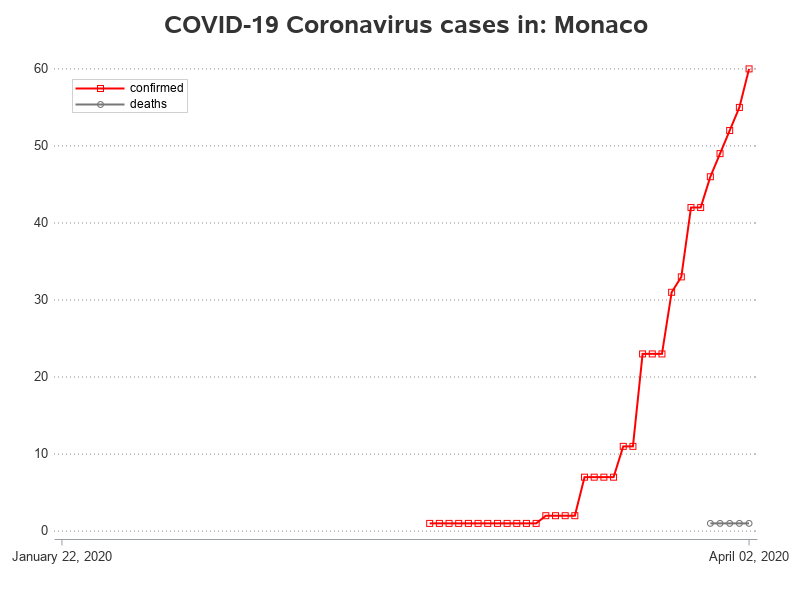 COVID-19 Coronavirus cases in: Monaco
confirmed
deaths
60
50
40
30
20
10
0
January 22, 2020
April 02, 2020